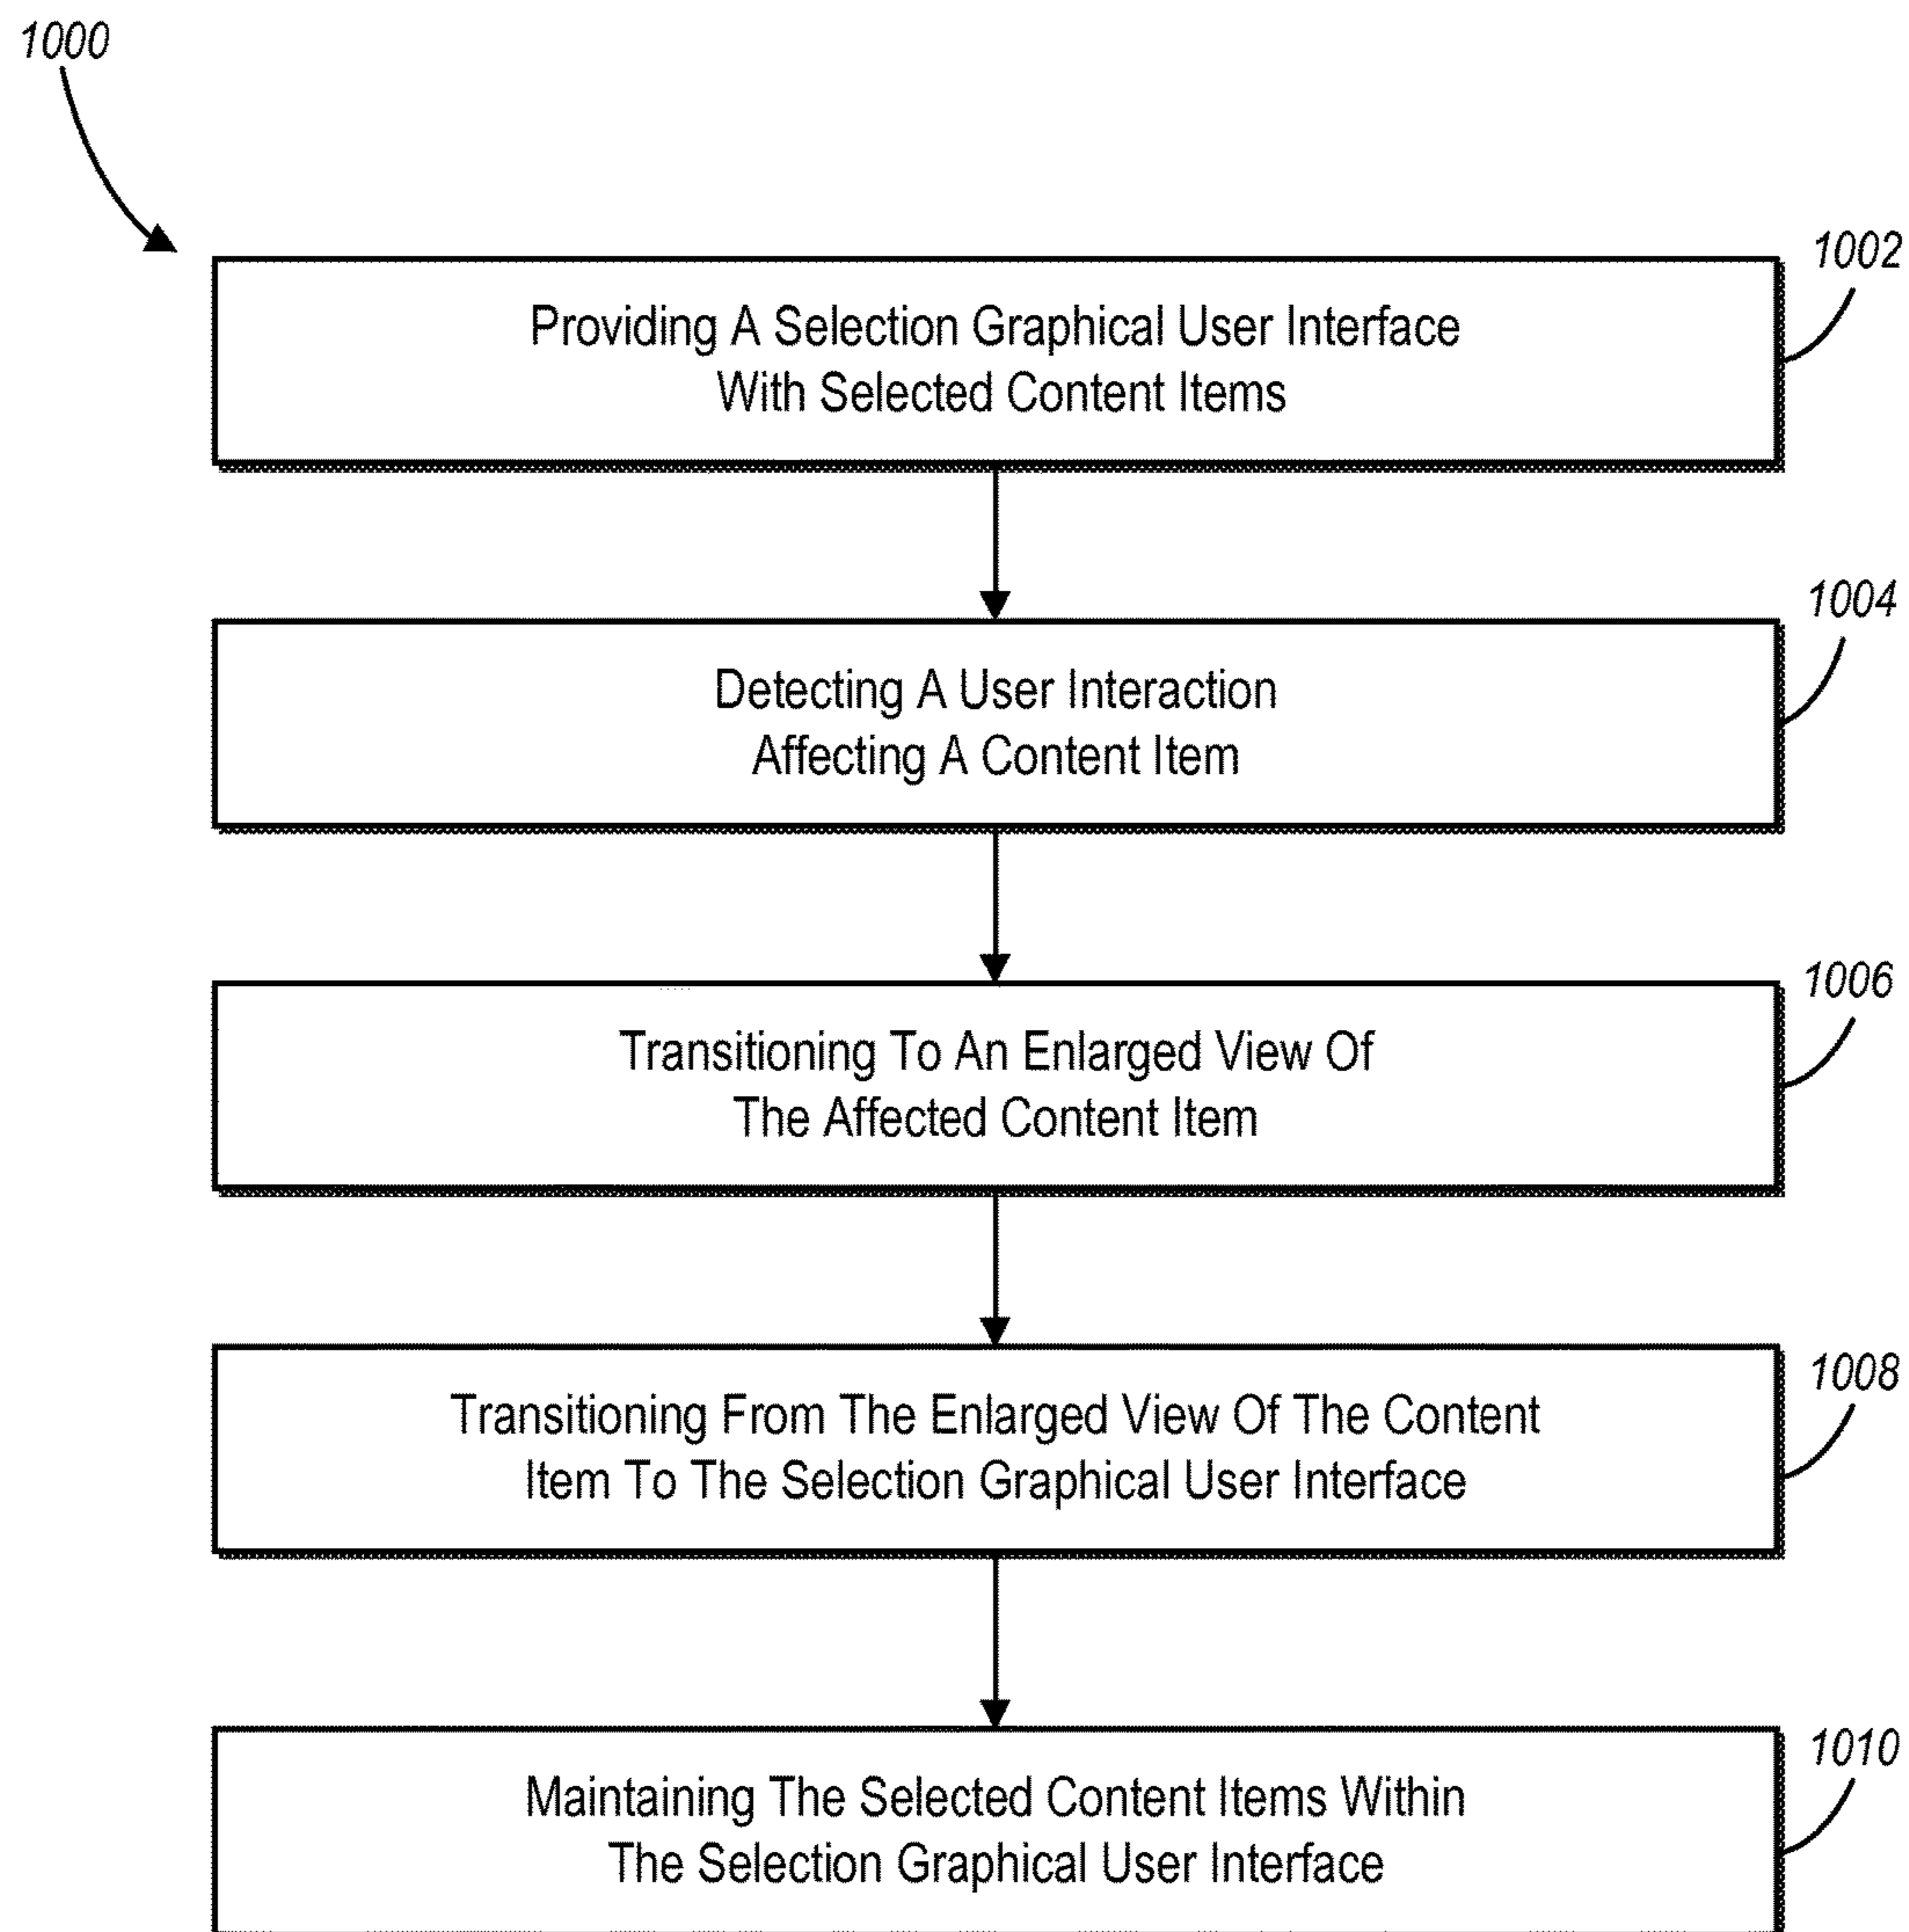 1000
1002
Providing A Selection Graphical User Interface
With Selected Content Items
1004
Detecting A User Interaction
Affecting A Content Item
1006
Transitioning To An Enlarged View Of
The Affected Content Item
1008
Transitioning From The Enlarged View Of The Content
Item To The Selection Graphical User Interface
1010
Maintaining The Selected Content Items Within
The Selection Graphical User Interface